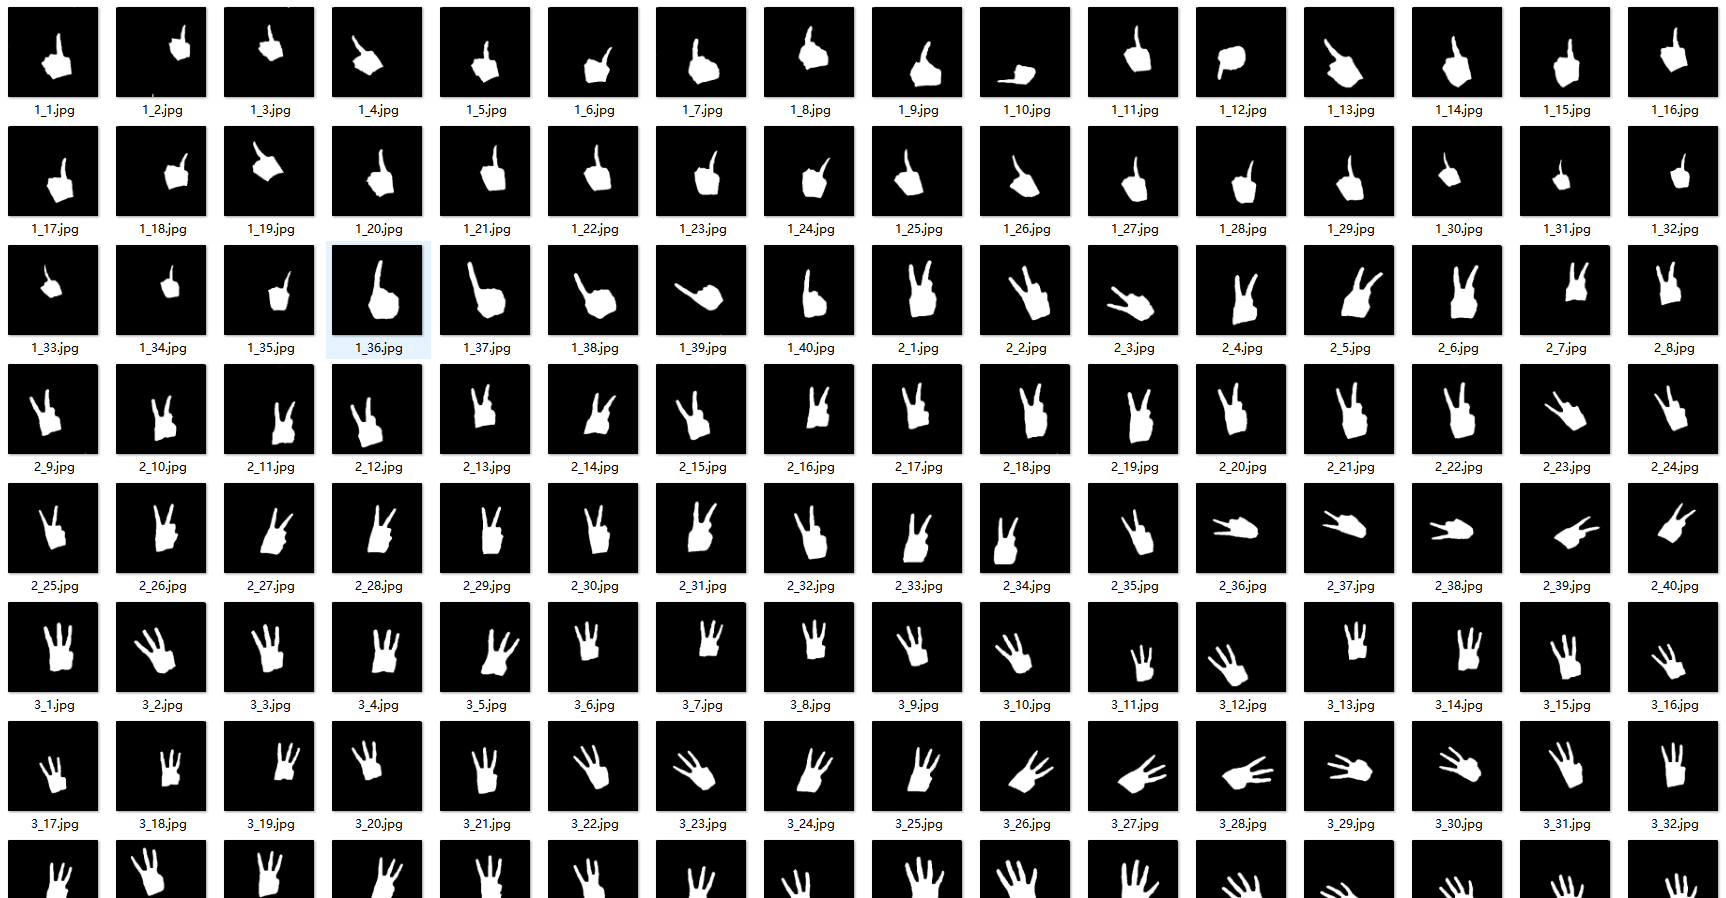 1_1.jpg 1_2.jpg 1_3.jpg 1_4.jpg 1_5.jpg 1_6.jpg 1_7.jpg 1_8.jpg 1_9.jpg 1_10.jpg 1_11.jpg 1_12.jpg 1_13.jpg 1_14.jpg 1_15.jpg 1_16.jpg
1_17.jpg 1_18.jpg 1_19.jpg 1_20.jpg 1_21.jpg 1_22.jpg 1_23.jpg 1_24.jpg 1_25.jpg 1_26.jpg 1_27.jpg 1_28.jpg 1_29.jpg 1_30.jpg 1_31.jpg 1_32.jpg
1_33.jpg 1_34.jpg 1_35.jpg 1_36.jpg 1_37.jpg 1_38.jpg 1_39.jpg 1_40.jpg 2_1.jpg 2_2.jpg 2_3.jpg 2_4.jpg 2_5.jpg 2_6.jpg 2_7.jpg 2_8.jpg
2_9.jpg 2_10.jpg 2_11.jpg 2_12.jpg 2_13.jpg 2_14.jpg 2_15.jpg 2_16.jpg 2_17.jpg 2_18.jpg 2_19.jpg 2_20.jpg 2_21.jpg 2_22.jpg 2_23.jpg 2_24.jpg
2_25.jpg 2_26.jpg 2_27.jpg 2_28.jpg 2_29.jpg 2_30.jpg 2_31.jpg 2_32.jpg 2_33.jpg 2_34.jpg 2_35.jpg 2_36.jpg 2_37.jpg 2_38.jpg 2_39.jpg 2_40.jpg
3_1.jpg 3_2.jpg 3_3.jpg 3_4.jpg 3_5.jpg 3_6.jpg 3_7.jpg 3_8.jpg 3_9.jpg 3_10.jpg 3_11.jpg 3_12.jpg 3_13.jpg 3_14.jpg 3_15.jpg 3_16.jpg
3_17.jpg 3_18.jpg 3_19.jpg 3_20.jpg 3_21.jpg 3_22.jpg 3_23.jpg 3_24.jpg 3_25.jpg 3_26.jpg 3_27.jpg 3_28.jpg 3_29.jpg 3_30.jpg 3_31.jpg 3_32.jpg